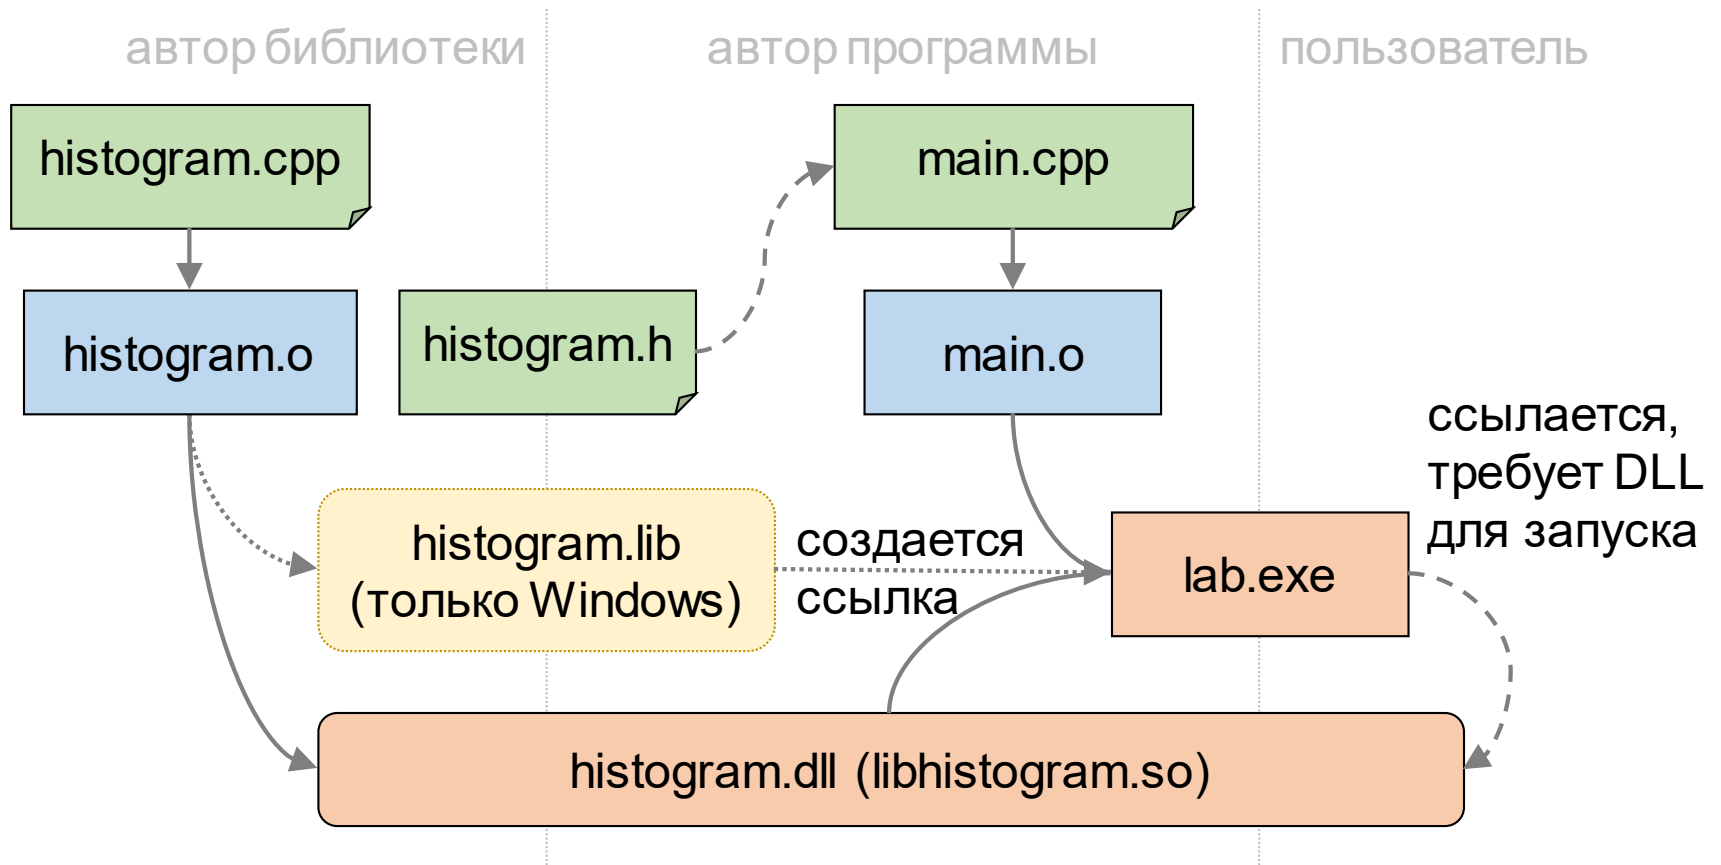 автор библиотеки
автор программы
пользователь
histogram.cpp
main.cpp
histogram.o
histogram.h
main.o
ссылается,
требует DLL
для запуска
histogram.lib
(только Windows)
создается
ссылка
lab.exe
histogram.dll (libhistogram.so)